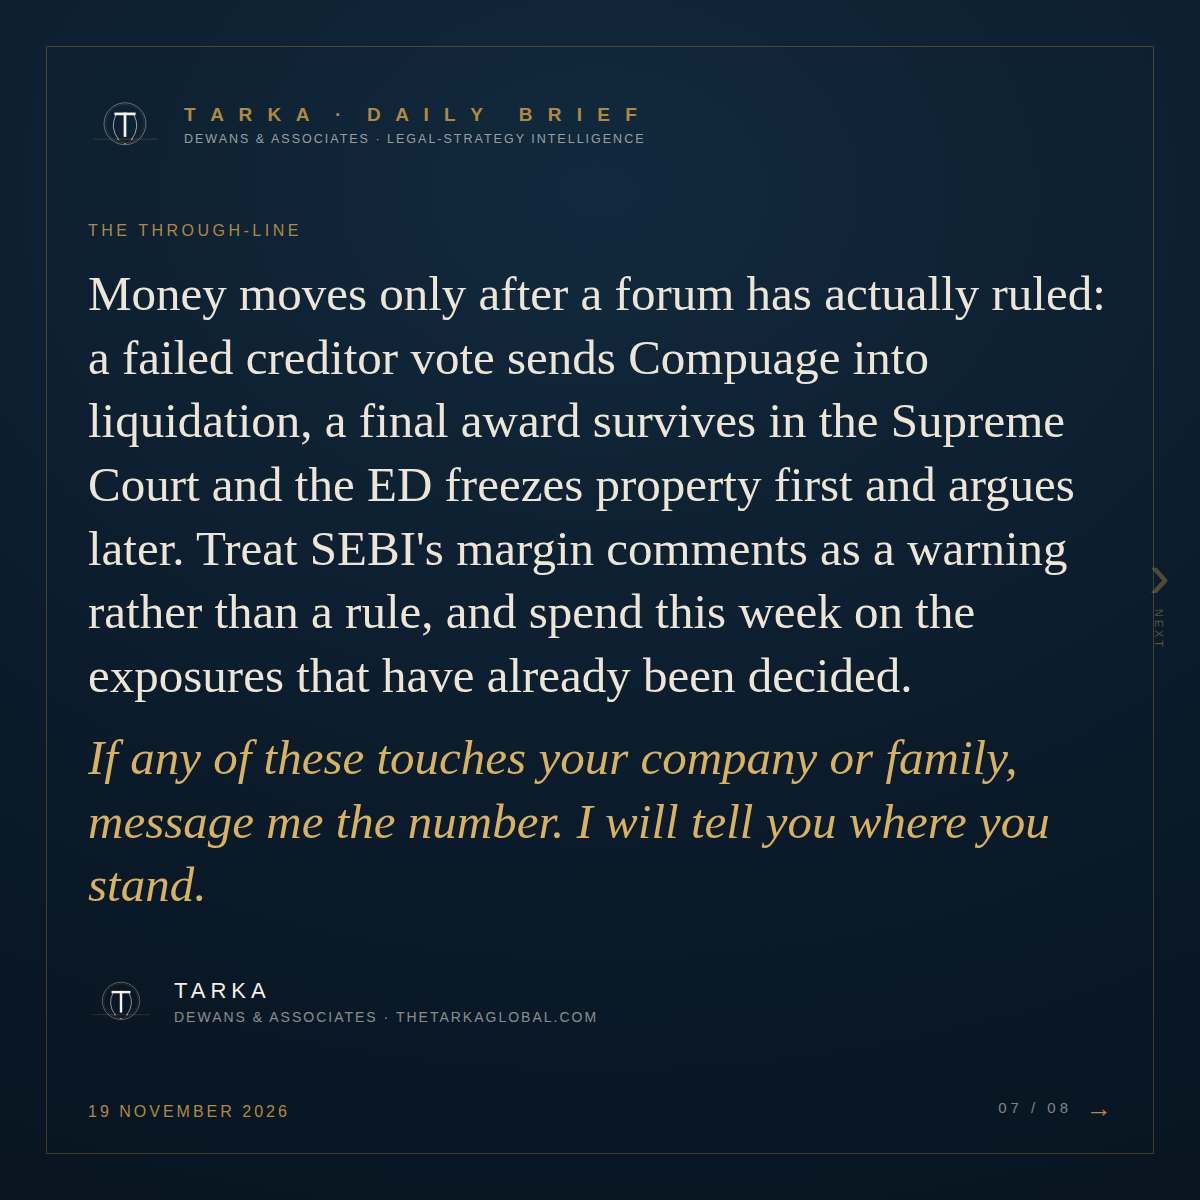 T A R K A · D A I L Y B R I E F
DEWANS & ASSOCIATES · LEGAL-STRATEGY INTELLIGENCE
THE THROUGH-LINE
Money moves only after a forum has actually ruled:
a failed creditor vote sends Compuage into
liquidation, a final award survives in the Supreme
Court and the ED freezes property first and argues
later. Treat SEBI's margin comments as a warning
rather than a rule, and spend this week on the
exposures that have already been decided.
If any of these touches your company or family,
message me the number. I will tell you where you
stand.
› NEXT
TARKA
DEWANS & ASSOCIATES · THETARKAGLOBAL.COM
19 NOVEMBER 2026
07 / 08 →